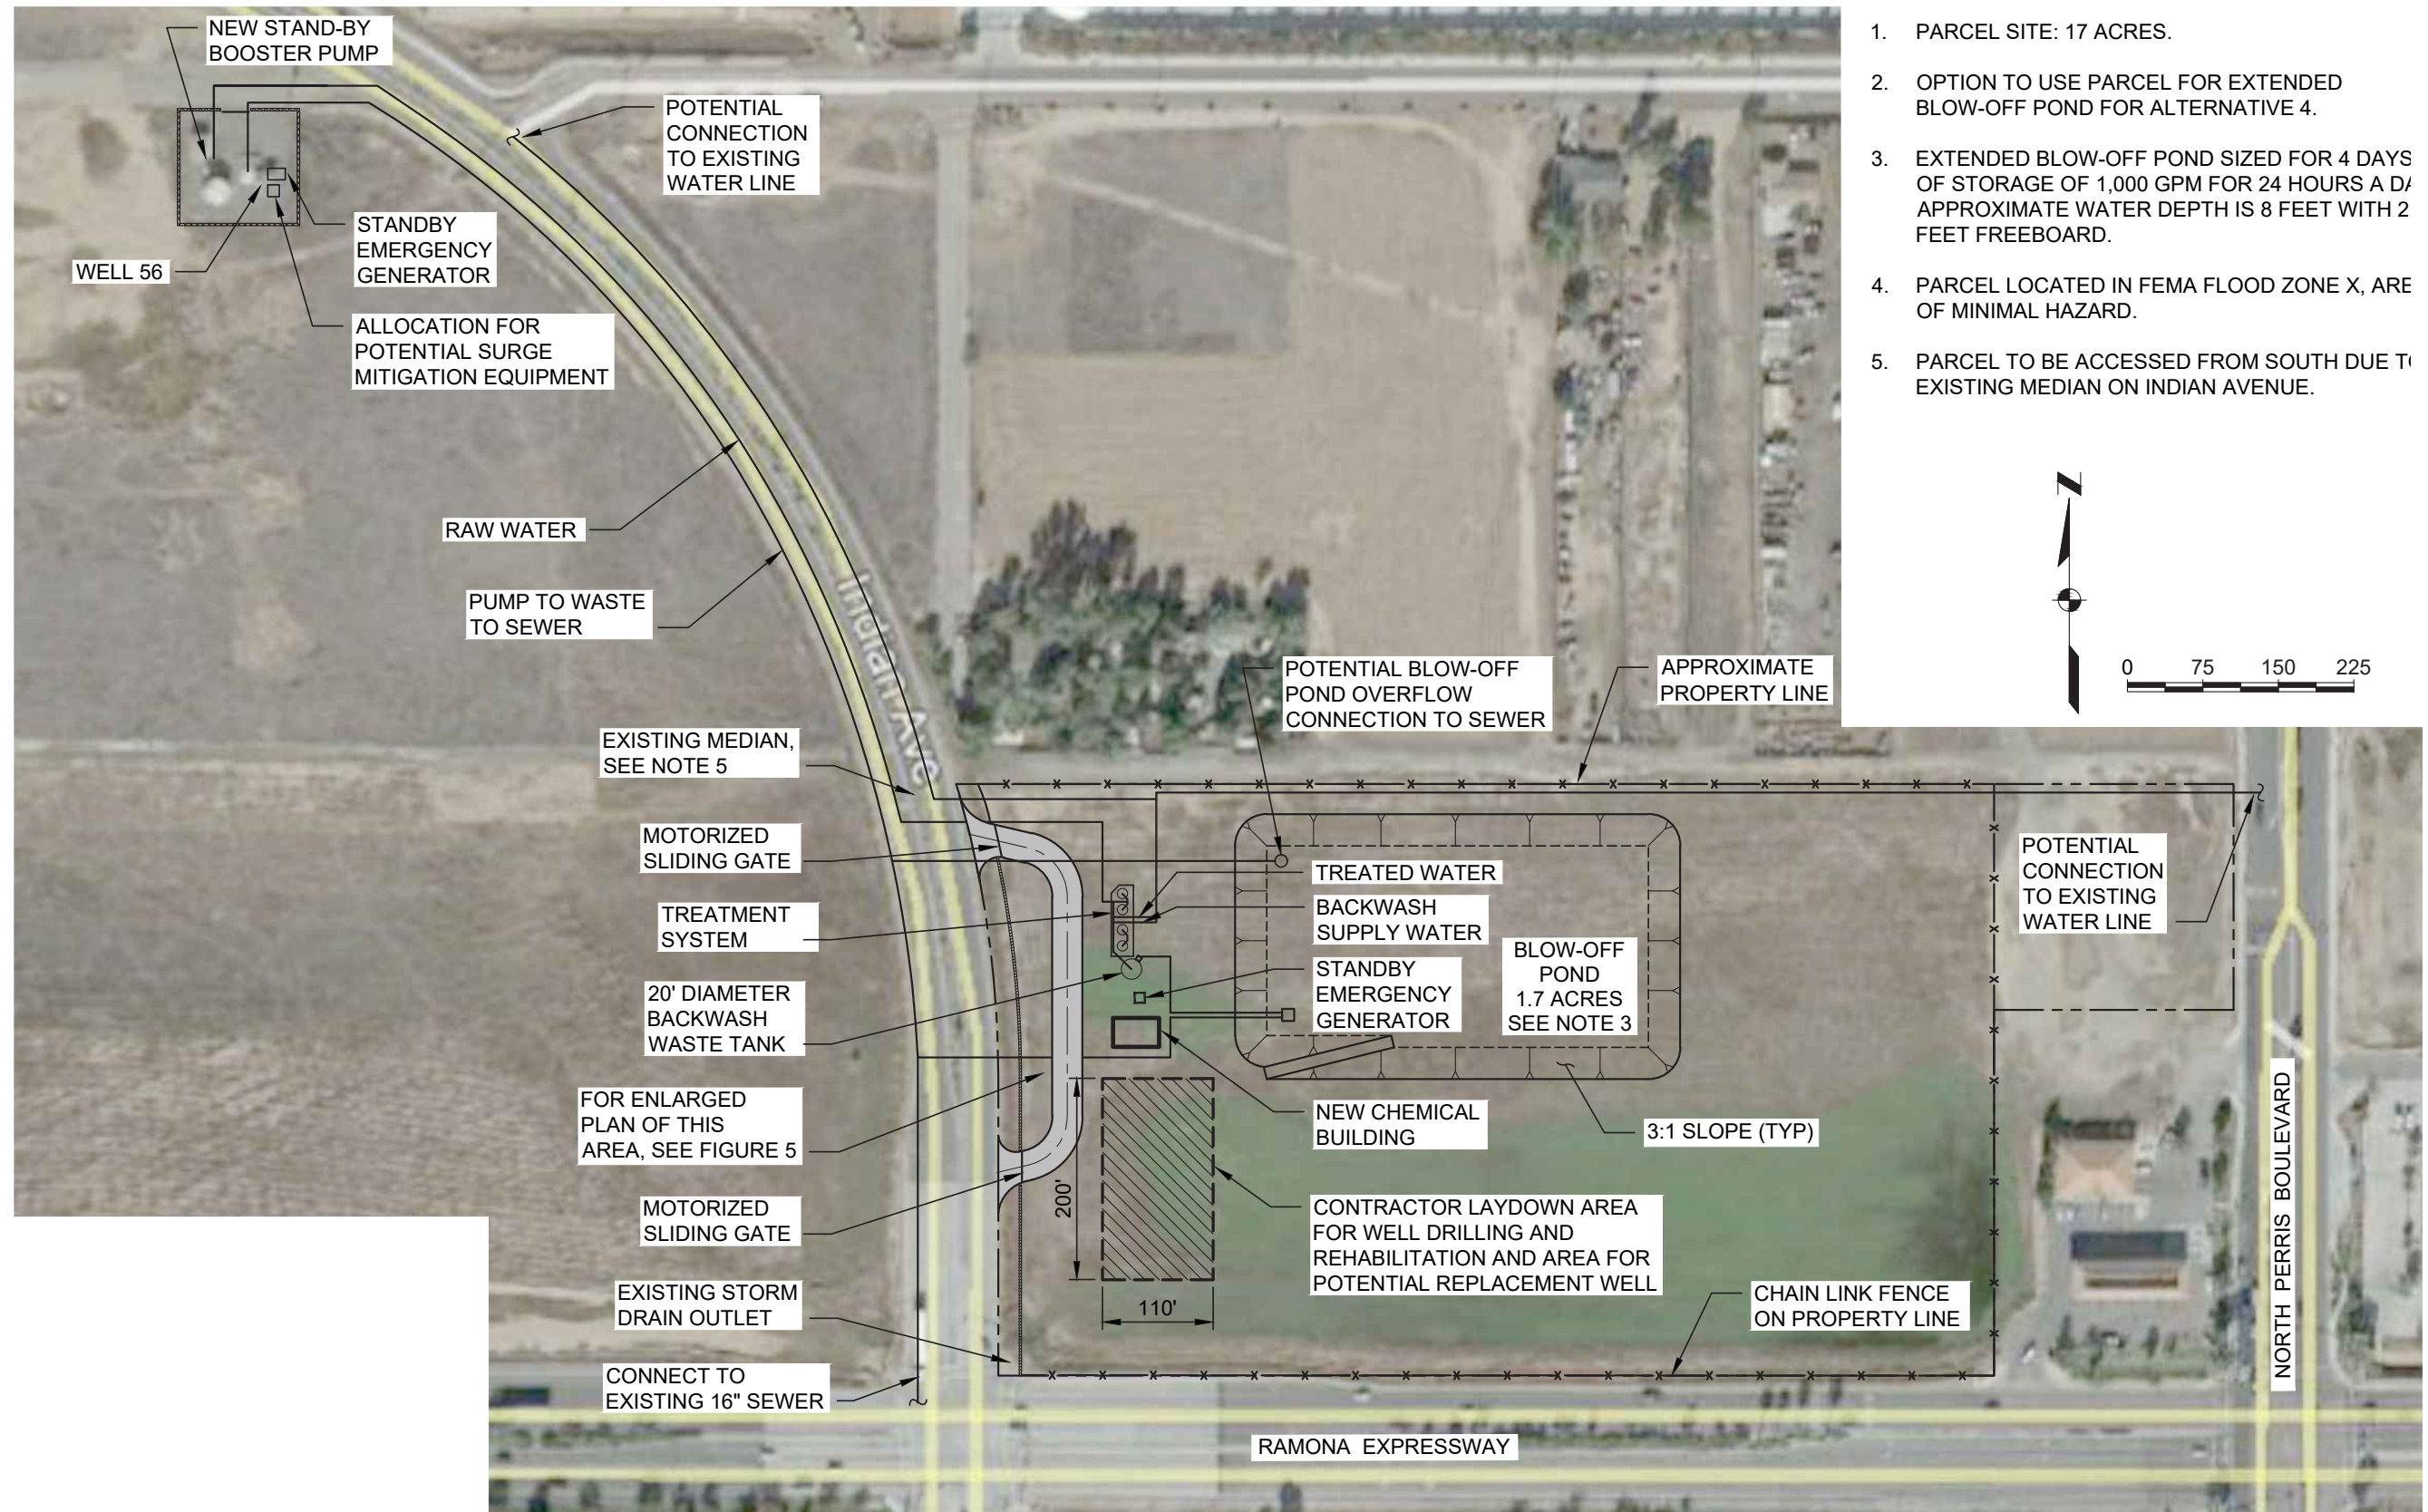 NEW STAND-BY
BOOSTER PUMP
POTENTIAL
CONNECTION
TO EXISTING
WATER LINE
STANDBY
EMERGENCY
GENERATOR
WELL 56
ALLOCATION FOR
POTENTIAL SURGE
MITIGATION EQUIPMENT
RAW WATER
PUMP TO WASTE
TO SEWER
Indian Ave
1. PARCEL SITE: 17 ACRES.
2. OPTION TO USE PARCEL FOR EXTENDED
BLOW-OFF POND FOR ALTERNATIVE 4.
3. EXTENDED BLOW-OFF POND SIZED FOR 4 DAYS
OF STORAGE OF 1,000 GPM FOR 24 HOURS A
APPROXIMATE WATER DEPTH IS 8 FEET WITH 2
FEET FREEBOARD.
4. PARCEL LOCATED IN FEMA FLOOD ZONE X,
OF MINIMAL HAZARD.
5. PARCEL TO BE ACCESSED FROM SOUTH DUE
EXISTING MEDIAN ON INDIAN AVENUE.
N
0 75 150 225
POTENTIAL BLOW-OFF
POND OVERFLOW
CONNECTION TO SEWER
APPROXIMATE
PROPERTY LINE
EXISTING MEDIAN,
SEE NOTE 5
MOTORIZED
SLIDING GATE
TREATMENT
SYSTEM
20' DIAMETER
BACKWASH
WASTE TANK
FOR ENLARGED
PLAN OF THIS
AREA, SEE FIGURE 5
MOTORIZED
SLIDING GATE
EXISTING STORM
DRAIN OUTLET
CONNECT TO
EXISTING 16" SEWER
TREATED WATER
BACKWASH
SUPPLY WATER
STANDBY
EMERGENCY
GENERATOR
BLOW-OFF
POND
1.7 ACRES
SEE NOTE 3
NEW CHEMICAL
BUILDING
3:1 SLOPE (TYP)
200'
110'
CONTRACTOR LAYDOWN AREA
FOR WELL DRILLING AND
REHABILITATION AND AREA FOR
POTENTIAL REPLACEMENT WELL
CHAIN LINK FENCE
ON PROPERTY LINE
POTENTIAL
CONNECTION
TO EXISTING
WATER LINE
NORTH PERRIS BOULEVARD
RAMONA EXPRESSWAY